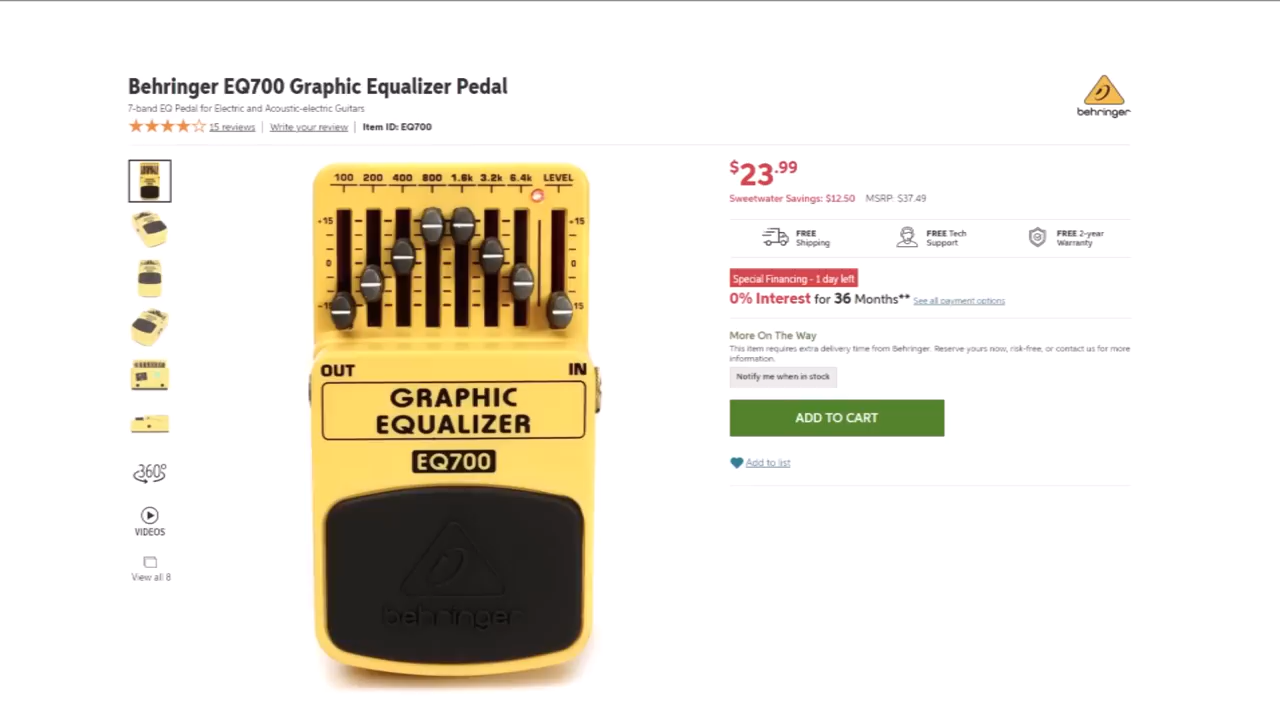 Behringer EQ700 Graphic Equalizer Pedal
7-band EQ Pedal for Electric and Acoustic-electric Guitars
15 reviews | Write your review | Item ID: EQ700
behringer
100 200 400 800 1.6k 3.2k 6.4k LEVEL
+15 +15
0 0
-15 15
OUT IN
GRAPHIC
EQUALIZER
EQ700
behringer
360°
VIDEOS
View all 8
$23.99
Sweetwater Savings: $12.50 MSRP: $37.49
FREE
Shipping
FREE Tech
Support
FREE 2-year
Warranty
Special Financing - 1 day left
0% Interest for 36 Months** See all payment options
More On The Way
This item requires extra delivery time from Behringer. Reserve yours now, risk-free, or contact us for more
information.
Notify me when in stock
ADD TO CART
Add to list